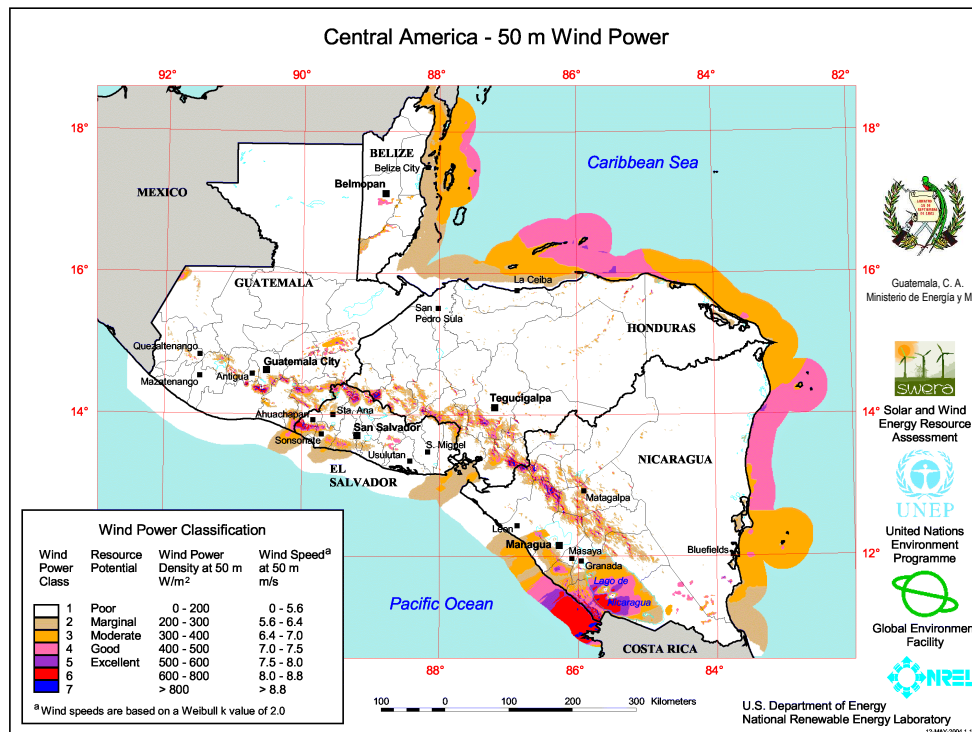 Central America - 50 m Wind Power
92° 90° 88° 86° 84° 82°
18° 18°
BELIZE
Belize City
Caribbean Sea
MEXICO
Belmopan
16° 16°
GUATEMALA
La Ceiba
San
Pedro Sula
HONDURAS
Quezaltenango
Guatemala City
Mazatenango
Antigua
Tegucigalpa
14° 14°
Ahuachapan
Sta. Ana
San Salvador
Sonsonate
S. Miguel
Usulutan
NICARAGUA
EL
SALVADOR
Matagalpa
Leon
Managua
Masaya
Bluefields
12°
Granada
Lago de
Nicaragua
Pacific Ocean
COSTA RICA
88° 86° 84°
Wind Power Classification
Wind Resource Wind Power Wind Speedᵃ
Power Potential Density at 50 m at 50 m
Class W/m² m/s
1 Poor 0 - 200 0 - 5.6
2 Marginal 200 - 300 5.6 - 6.4
3 Moderate 300 - 400 6.4 - 7.0
4 Good 400 - 500 7.0 - 7.5
5 Excellent 500 - 600 7.5 - 8.0
6 600 - 800 8.0 - 8.8
7 > 800 > 8.8
ᵃ Wind speeds are based on a Weibull k value of 2.0
100 0 100 200 300 Kilometers
Guatemala, C. A.
Ministerio de Energía y M
swera
Solar and Wind
Energy Resource
Assessment
UNEP
United Nations
Environment
Programme
Global Environmen
Facility
NREL
U.S. Department of Energy
National Renewable Energy Laboratory